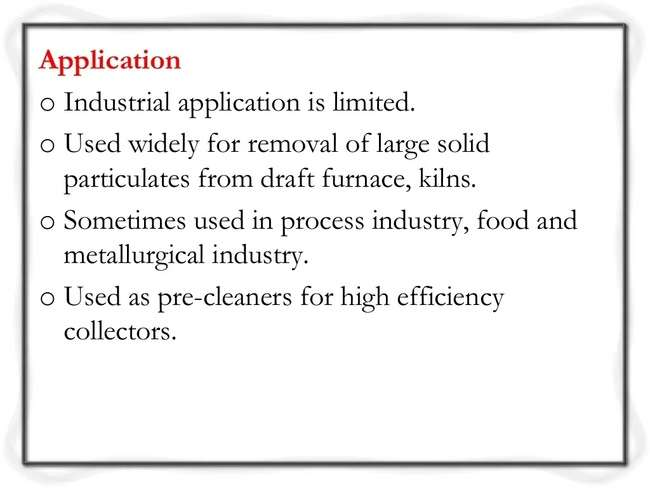 Application
o Industrial application is limited.
o Used widely for removal of large solid
particulates from draft furnace, kilns.
o Sometimes used in process industry, food and
metallurgical industry.
o Used as pre-cleaners for high efficiency
collectors.